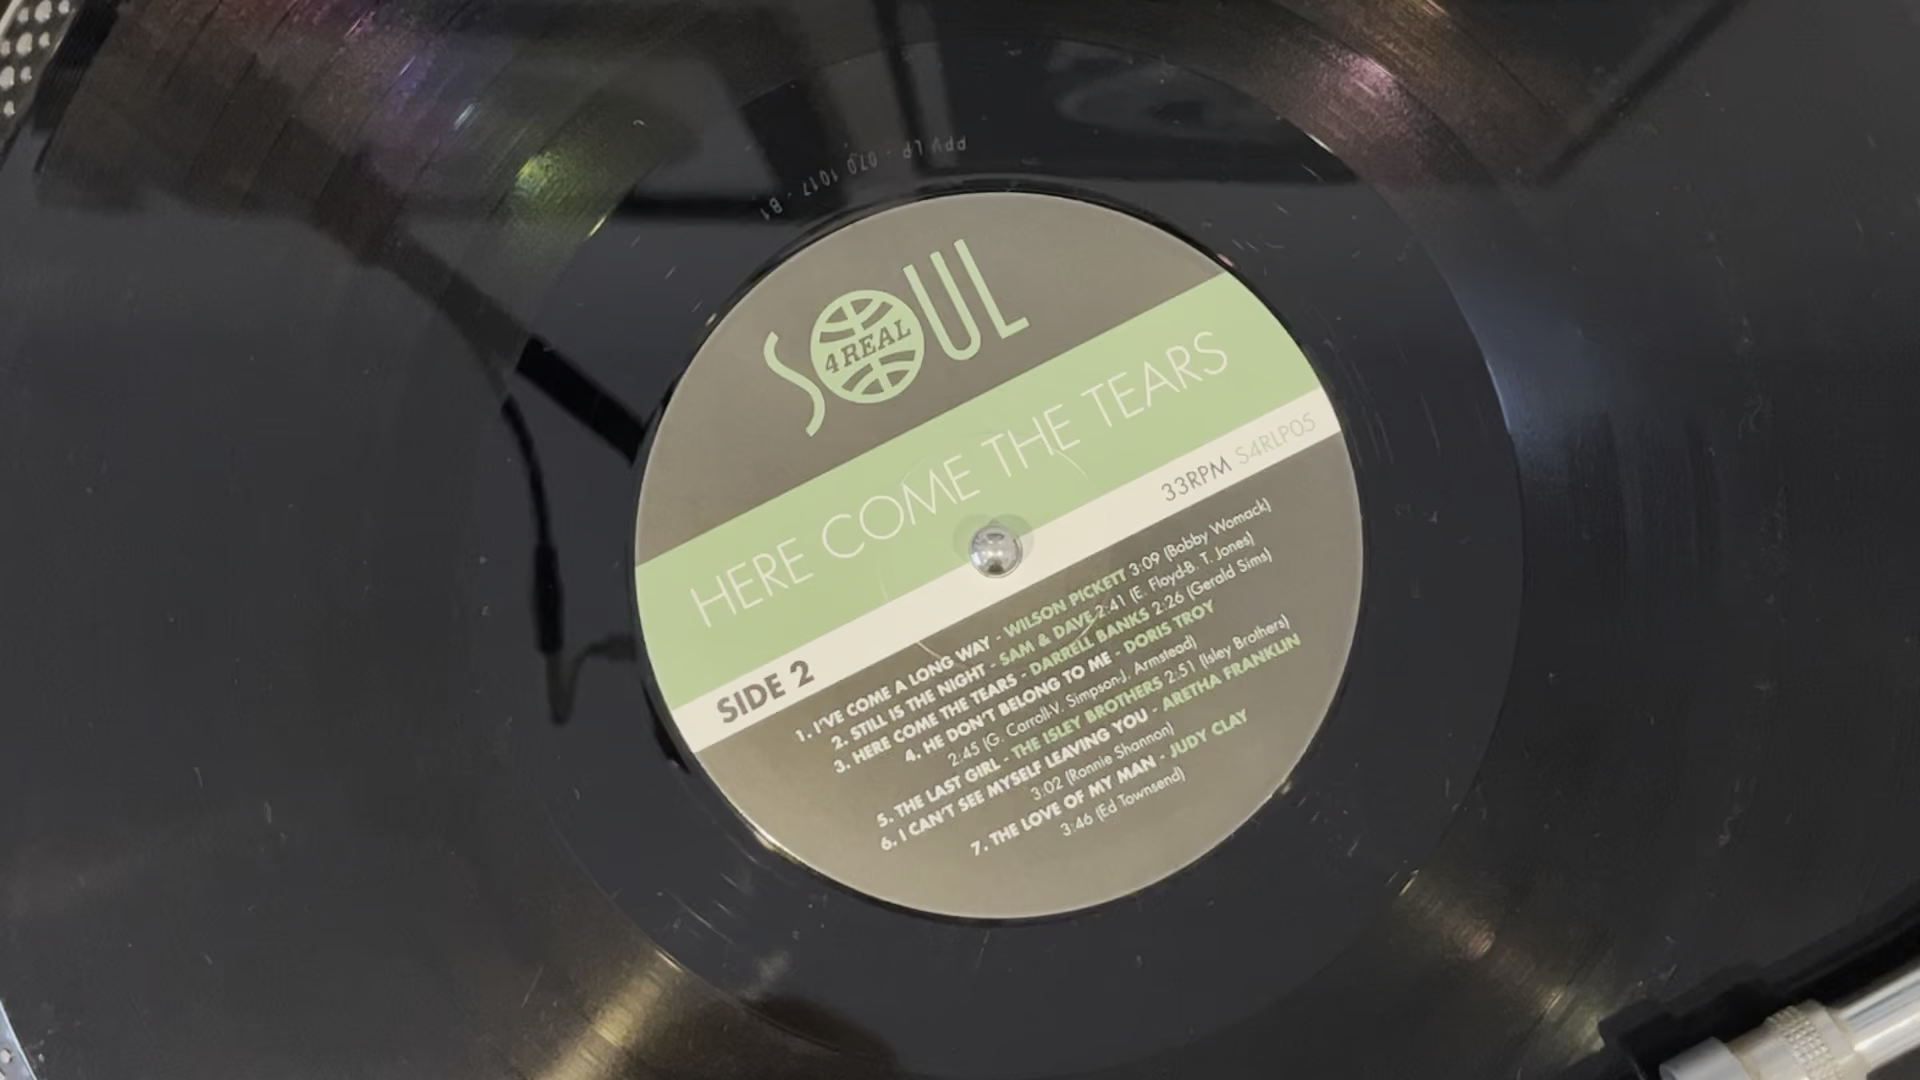 PPV LP - 070 1017 - B1
SOUL
4REAL
HERE COME THE TEARS
33RPM S4RLP05
SIDE 2
1. I'VE COME A LONG WAY - WILSON PICKETT 3:09 (Bobby Womack)
2. STILL IS THE NIGHT - SAM & DAVE 2:41 (E. Floyd-B. T. Jones)
3. HERE COME THE TEARS - DARRELL BANKS 2:26 (Gerald Sims)
4. HE DON'T BELONG TO ME - DORIS TROY
2:45 (G. Carroll-V. Simpson-J. Armstead)
5. THE LAST GIRL - THE ISLEY BROTHERS 2:51 (Isley Brothers)
6. I CAN'T SEE MYSELF LEAVING YOU - ARETHA FRANKLIN
3:02 (Ronnie Shannon)
7. THE LOVE OF MY MAN - JUDY CLAY
3:46 (Ed Townsend)